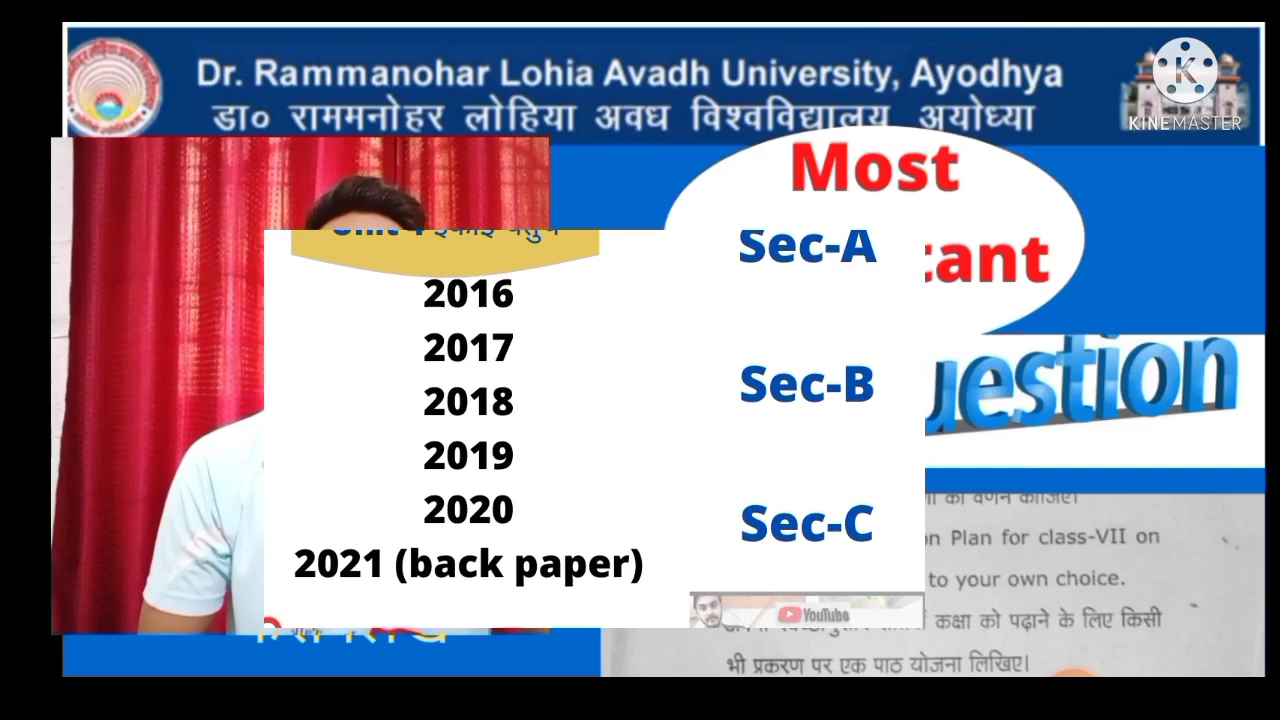 Dr. Rammanohar Lohia Avadh University, Ayodhya
डा० राममनोहर लोहिया अवध विश्वविद्यालय, अयोध्या
KINEMASTER
Most
tant
uestion
2016
2017
2018
2019
2020
2021 (back paper)
Sec-A
Sec-B
Sec-C
YouTube
का वर्णन कीजिए।
n Plan for class-VII on
to your own choice.
कक्षा को पढ़ाने के लिए किसी
भी प्रकरण पर एक पाठ योजना लिखिए।